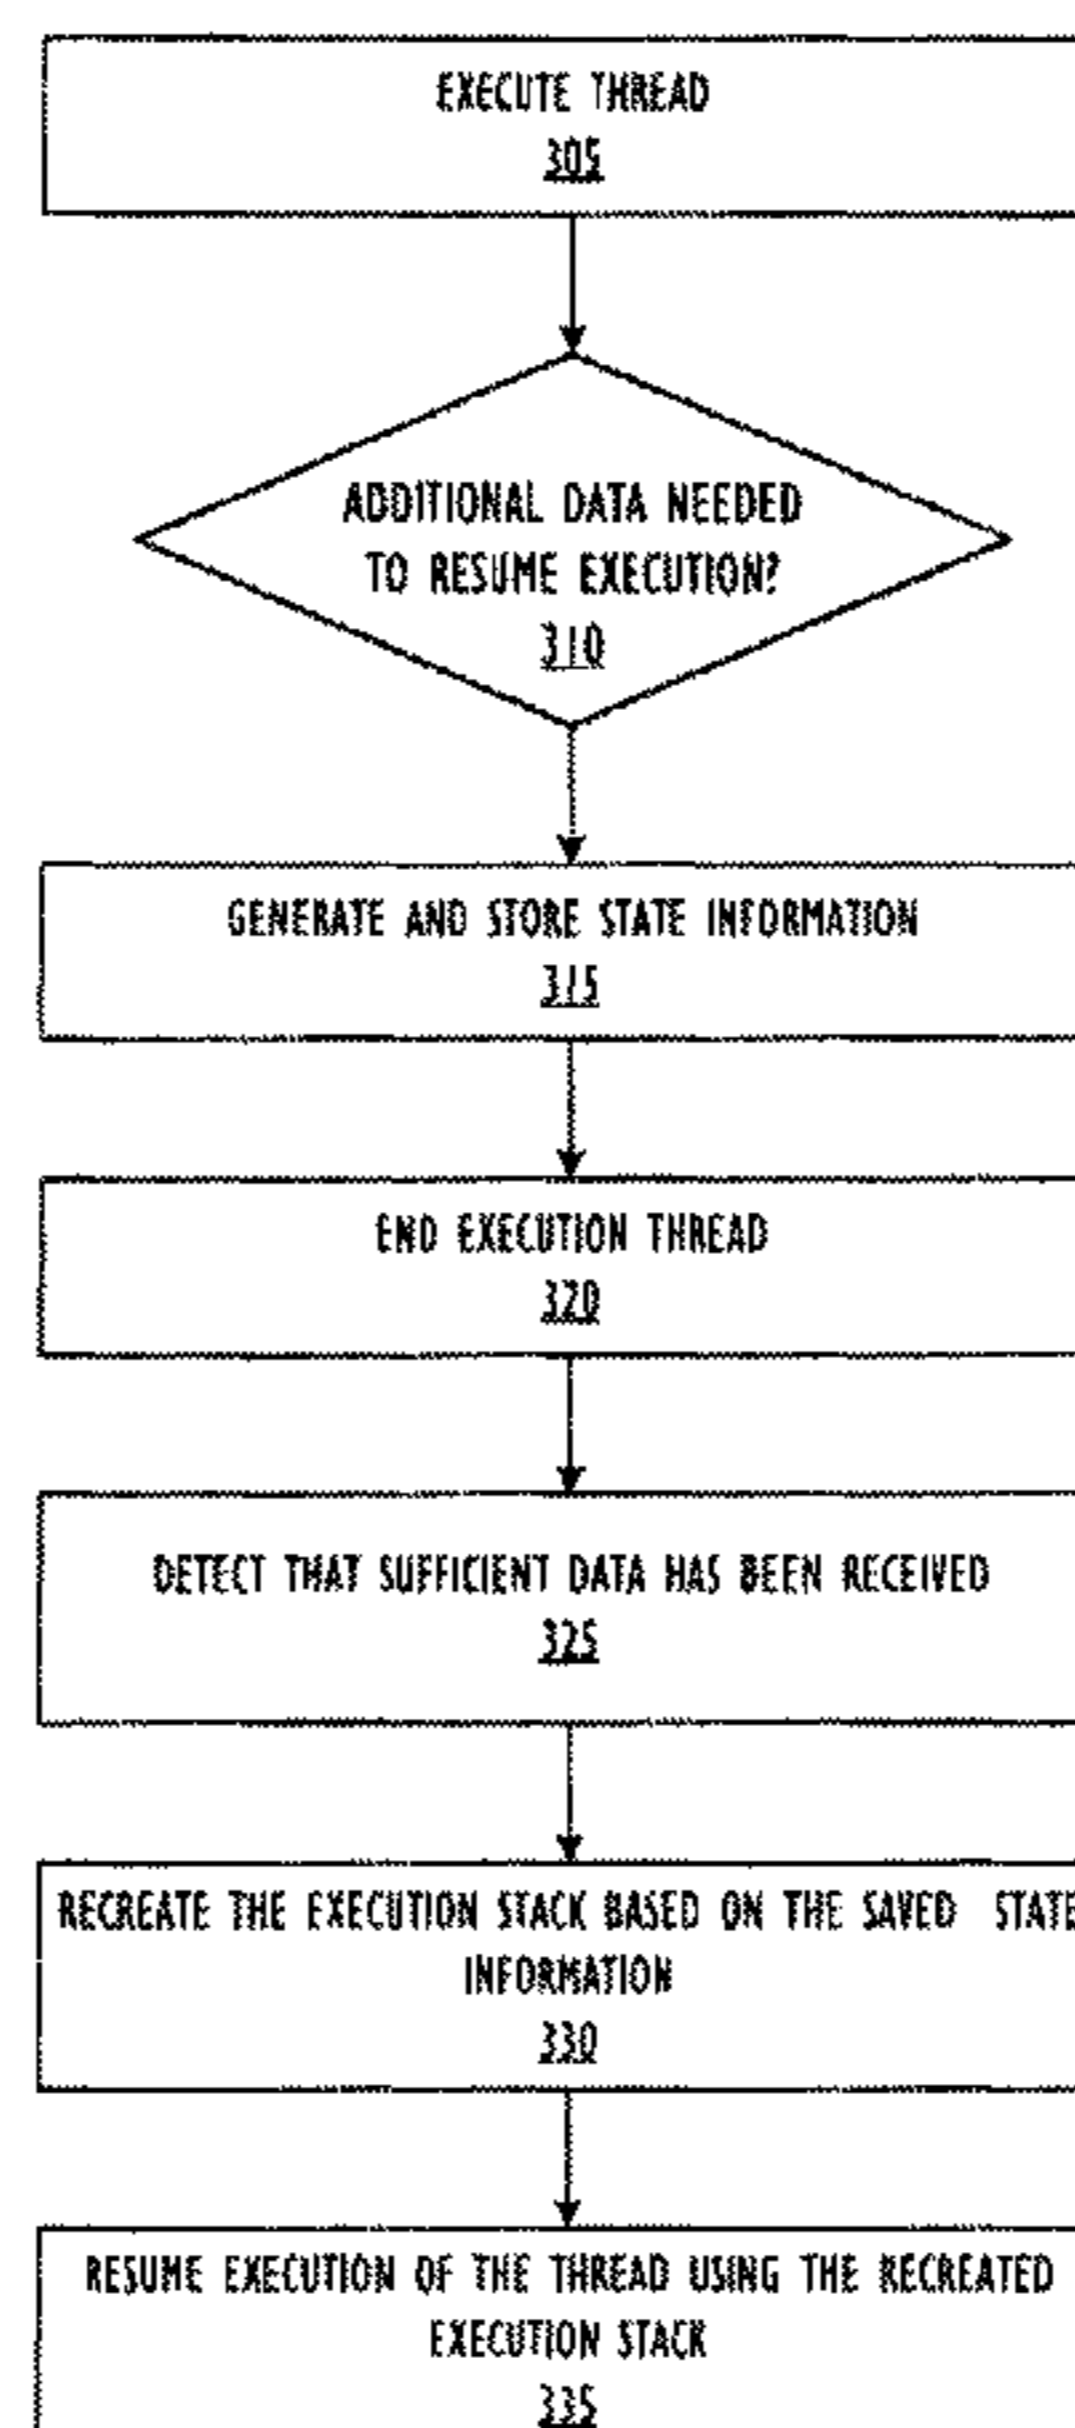 EXECUTE THREAD
305
ADDITIONAL DATA NEEDED
TO RESUME EXECUTION?
310
GENERATE AND STORE STATE INFORMATION
315
END EXECUTION THREAD
320
DETECT THAT SUFFICIENT DATA HAS BEEN RECEIVED
325
RECREATE THE EXECUTION STACK BASED ON THE SAVED STATE
INFORMATION
330
RESUME EXECUTION OF THE THREAD USING THE RECREATED
EXECUTION STACK
335